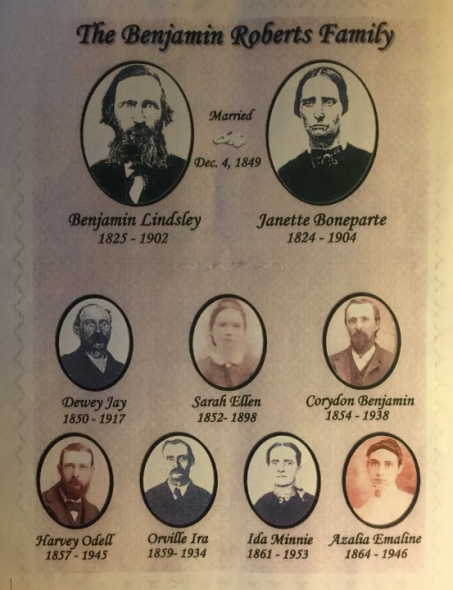 The Benjamin Roberts Family
Married
Dec. 4, 1849
Benjamin Lindsley
1825 - 1902
Janette Boneparte
1824 - 1904
Dewey Jay
1850 - 1917
Sarah Ellen
1852- 1898
Corydon Benjamin
1854 - 1938
Harvey Odell
1857 - 1945
Orville Ira
1859- 1934
Ida Minnie
1861 - 1953
Azalia Emaline
1864 - 1946